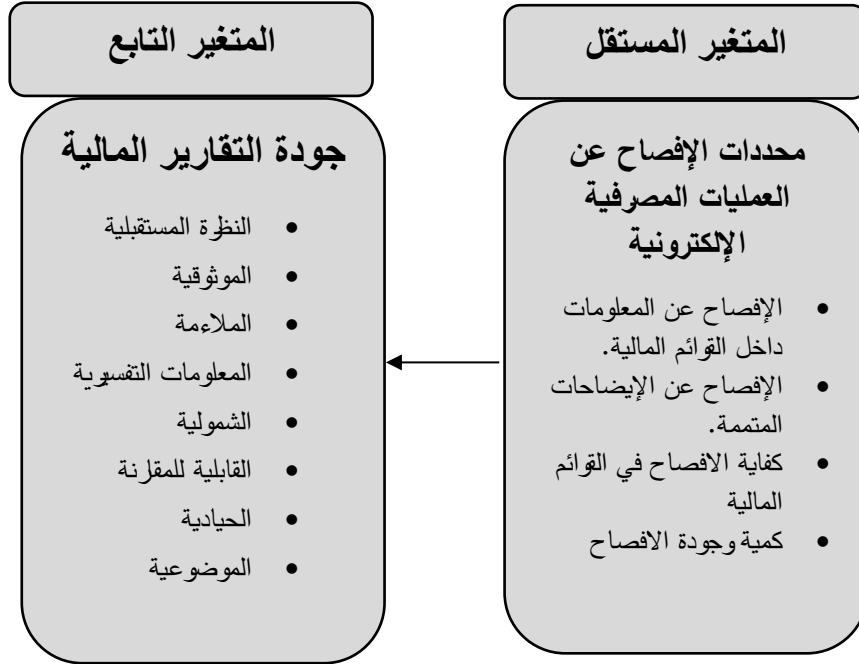 المتغير المستقل
محددات الإفصاح عن
العمليات المصرفية
الإلكترونية
• الإفصاح عن المعلومات
داخل القوائم المالية.
• الإفصاح عن الإيضاحات
المتممة.
• كفاية الافصاح في القوائم
المالية
• كمية وجودة الافصاح
المتغير التابع
جودة التقارير المالية
• النظرة المستقبلية
• الموثوقية
• الملاءمة
• المعلومات التفسيرية
• الشمولية
• القابلية للمقارنة
• الحيادية
• الموضوعية